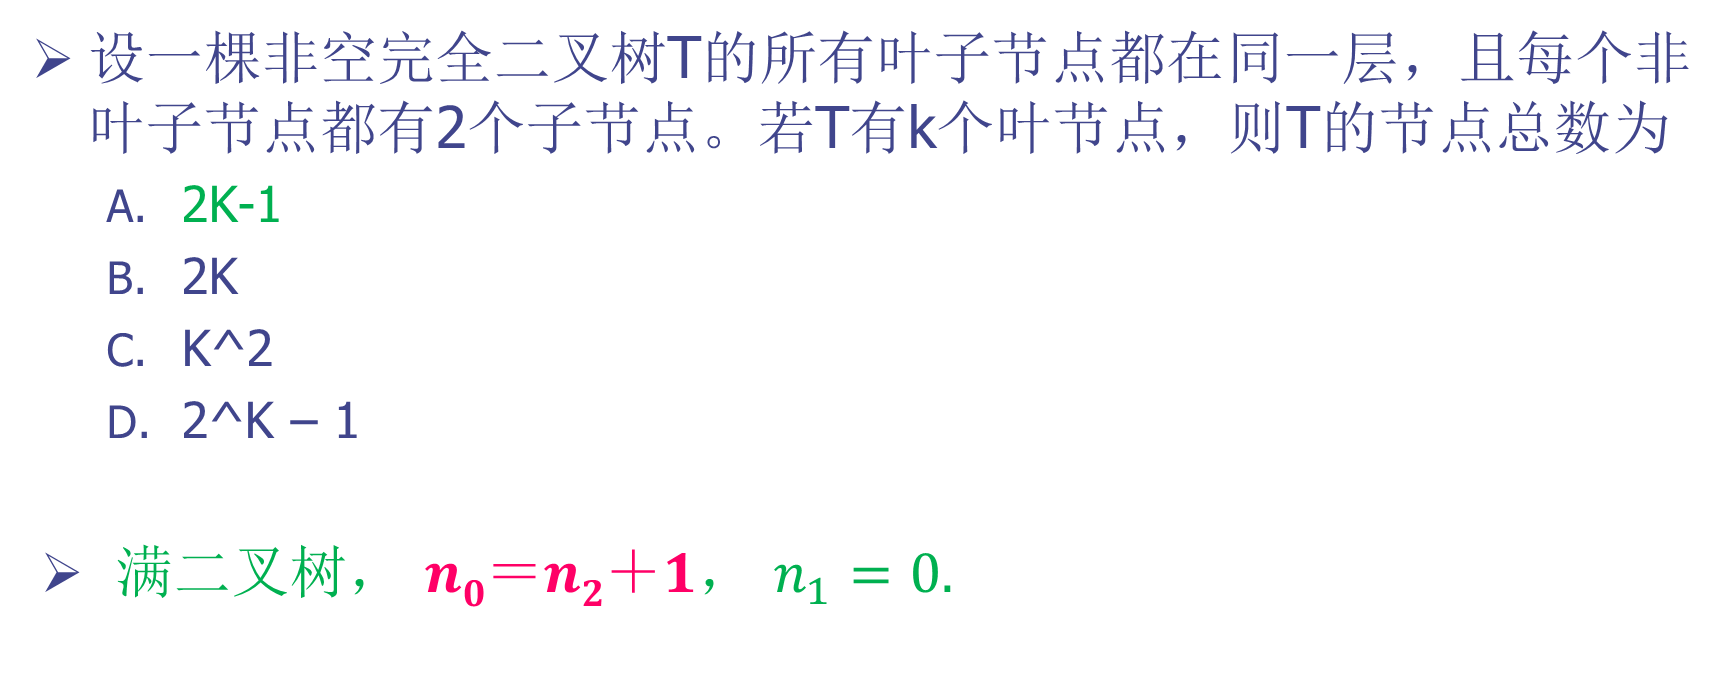 ➢ 设一棵非空完全二叉树T的所有叶子节点都在同一层，且每个非
叶子节点都有2个子节点。若T有k个叶节点，则T的节点总数为
A. 2K-1
B. 2K
C. K^2
D. 2^K – 1
➢ 满二叉树， n₀=n₂+1， n₁ = 0.